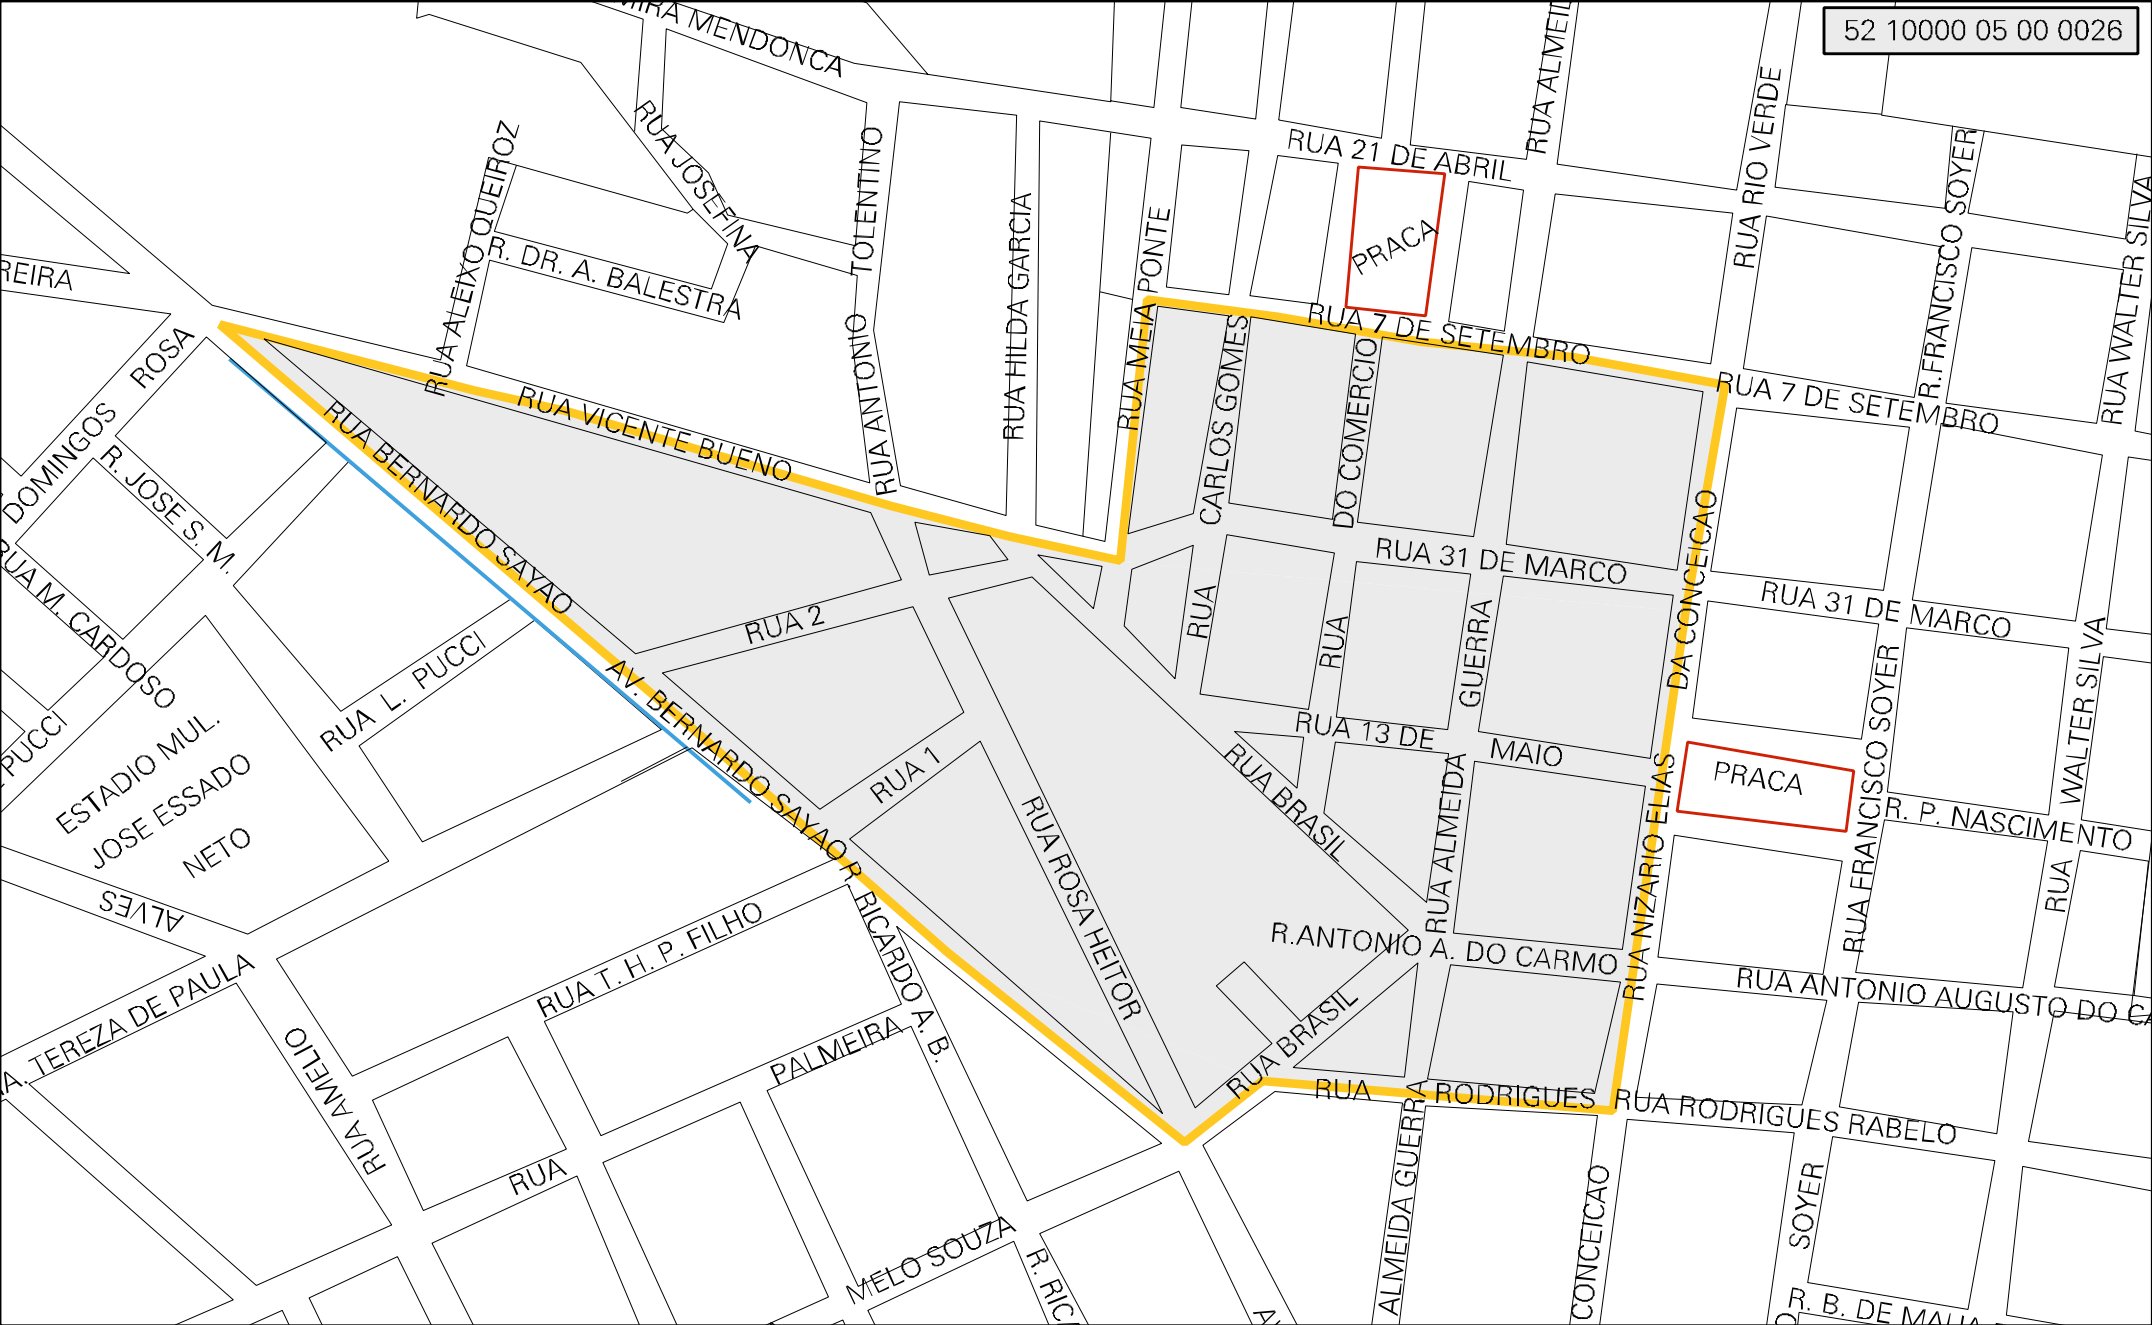 52 10000 05 00 0026
MIRA MENDONCA
RUA JOSEFINA
RUA ALEIXO QUEIROZ
R. DR. A. BALESTRA
RUA ANTONIO TOLENTINO
RUA HILDA GARCIA
RUA MEIA PONTE
RUA 21 DE ABRIL
PRACA
RUA RIO VERDE
R.FRANCISCO SOYER
RUA WALTER SILVA
REIRA
DOMINGOS ROSA
RUA VICENTE BUENO
RUA BERNARDO SAYAO
RUA 7 DE SETEMBRO
RUA 7 DE SETEMBRO
CARLOS GOMES
RUA
DO COMERCIO
RUA
R. JOSE S. M.
RUA M. CARDOSO
PUCCI
RUA L. PUCCI
ESTADIO MUL.
JOSE ESSADO
NETO
RUA 2
RUA 1
AV. BERNARDO SAYAO
RUA 31 DE MARCO
RUA 31 DE MARCO
GUERRA
RUA ALMEIDA
RUA NIZARIO ELIAS DA CONCEICAO
RUA 13 DE MAIO
PRACA
RUA FRANCISCO SOYER
RUA WALTER SILVA
R. P. NASCIMENTO
RUA BRASIL
RUA ROSA HEITOR
R.ANTONIO A. DO CARMO
RUA ANTONIO AUGUSTO DO CA
ALVES
A. TEREZA DE PAULA
RUA AMELIO
RUA T. H. P. FILHO
R. RICARDO A. B.
PALMEIRA
RUA
RUA BRASIL
RUA RODRIGUES
RUA RODRIGUES RABELO
MELO SOUZA
R. RICA
ALMEIDA GUERRA
CONCEICAO
SOYER
R. B. DE MAUA